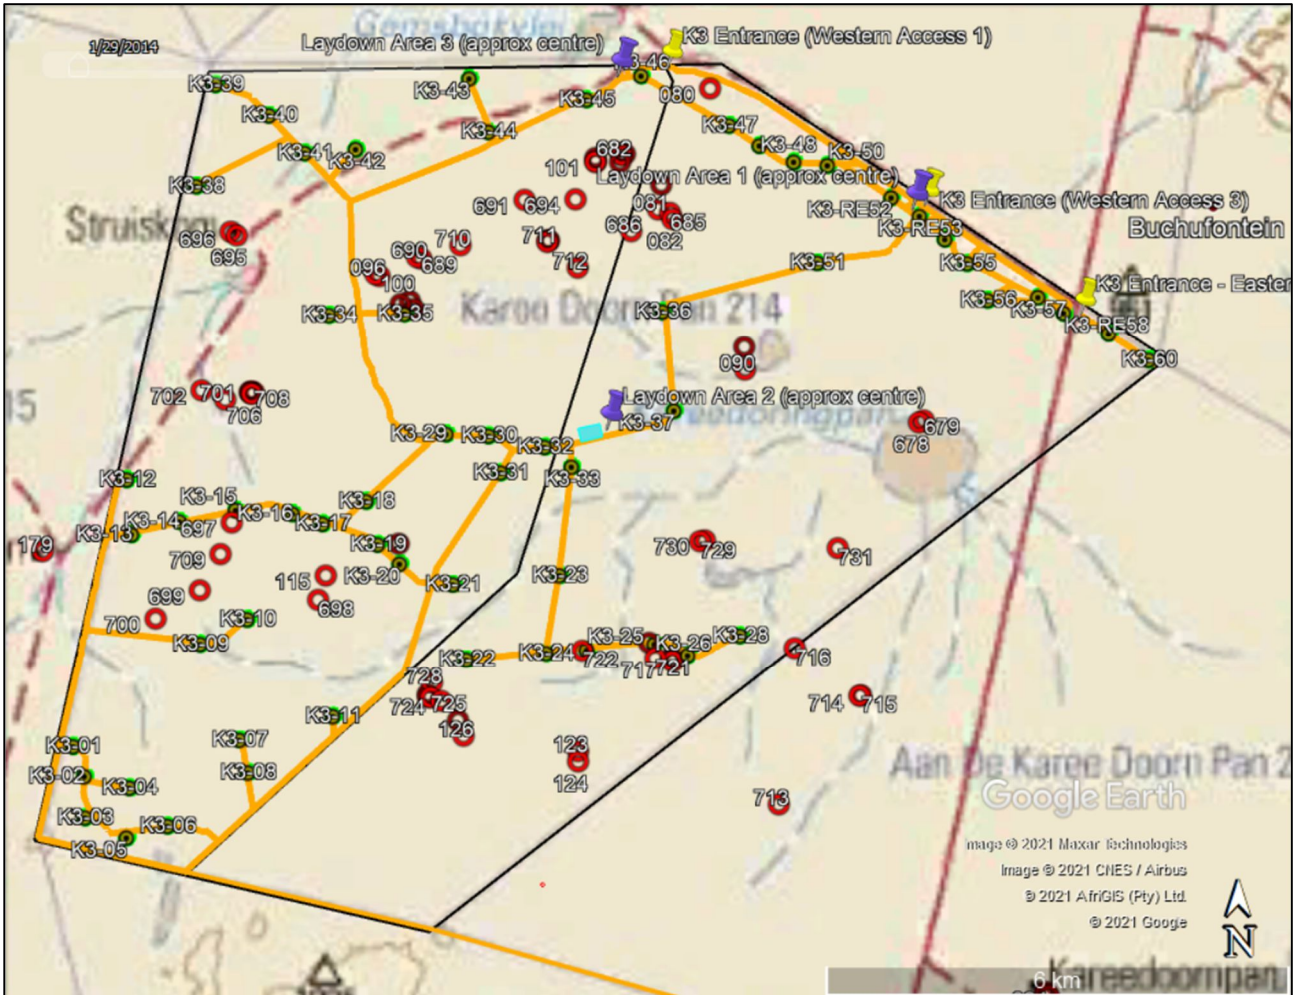 1/29/2014
Gamsbokvlei
Laydown Area 3 (approx centre)
K3 Entrance (Western Access 1)
K3-39
K3-43
K3-46
080
K3-45
K3-40
K3-44
K3-47
K3-41
K3-42
K3-48
K3-50
682
101
K3-38
Laydown Area 1 (approx centre)
691
694
081
685
K3-RE52
K3 Entrance (Western Access 3)
686
082
K3-RE53
Buchufontein
696
695
711
710
690
689
712
096
100
K3-51
K3-55
K3 Entrance - Easter
K3-56
K3-57
K3-34
K3-35
Karee Doorn Pan 214
K3-36
K3-RE58
K3-60
090
702
701
708
706
15
Laydown Area 2 (approx centre)
K3-37
679
678
K3-29
K3-30
K3-32
K3-31
K3-33
K3-12
K3-15
K3-18
K3-14
697
K3-16
K3-17
K3-13
K3-19
730
729
731
179
709
K3-20
115
K3-21
K3-23
699
698
700
K3-10
K3-09
K3-25
K3-26
K3-28
K3-22
K3-24
722
717
721
716
728
724
725
714
715
K3-11
126
K3-01
K3-07
123
K3-02
K3-08
K3-04
124
Aan De Karee Doorn Pan 2
713
Google Earth
K3-03
K3-06
K3-05
Image © 2021 Maxar Technologies
Image © 2021 CNES / Airbus
© 2021 AfriGIS (Pty) Ltd.
© 2021 Google
N
Kareedoornpan
6 km